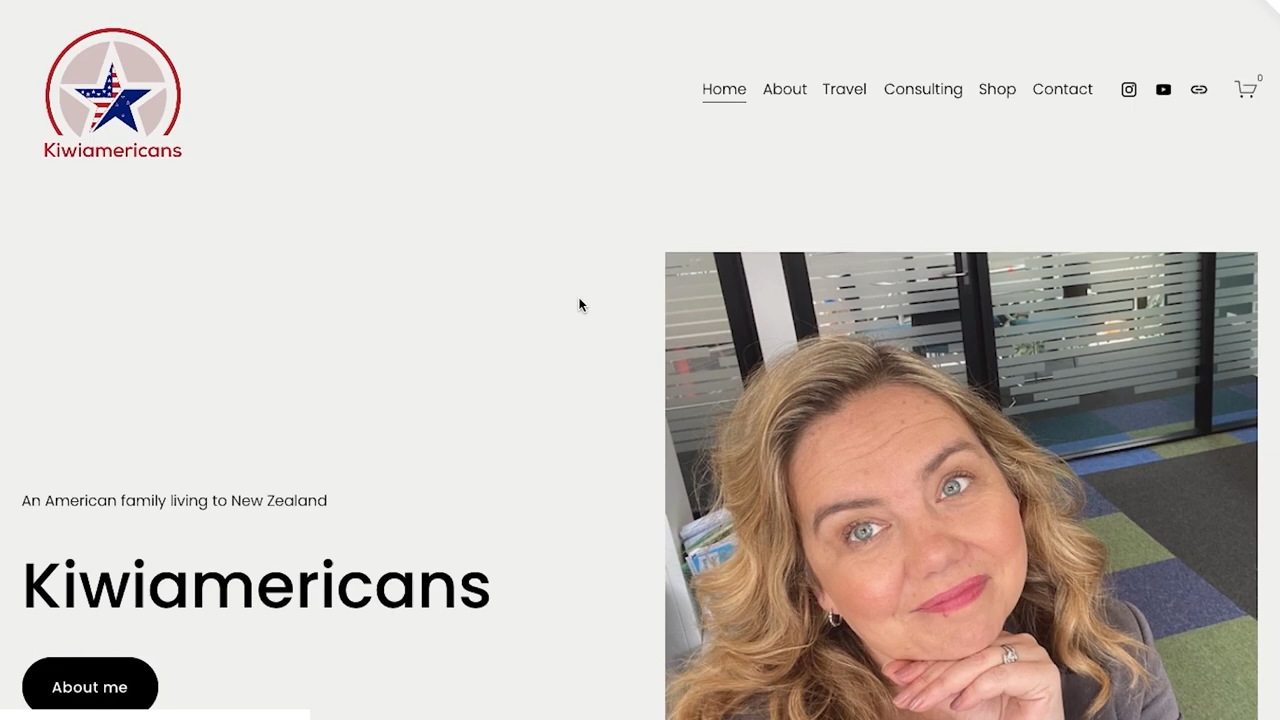 Kiwiamericans
Home About Travel Consulting Shop Contact 0
An American family living to New Zealand
Kiwiamericans
About me